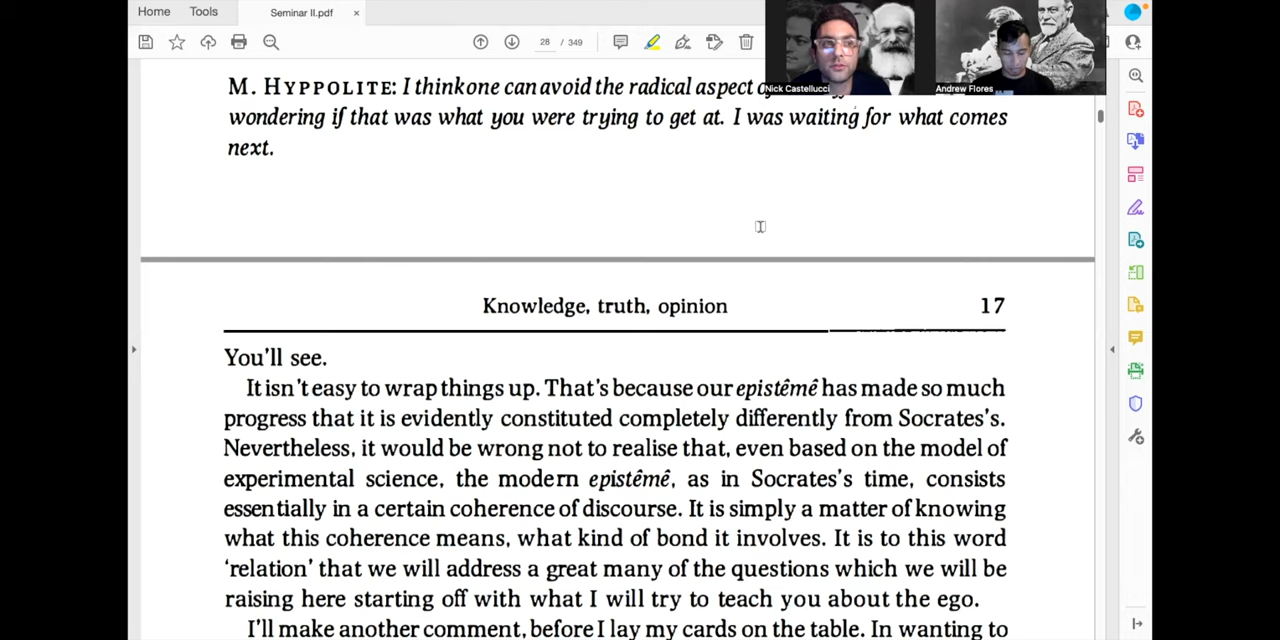 Home Tools Seminar II.pdf ×
28 / 349
Nick Castellucci
Andrew Flores
M. HYPPOLITE: I think one can avoid the radical aspect
wondering if that was what you were trying to get at. I was waiting for what comes
next.
Knowledge, truth, opinion 17
You'll see.
It isn't easy to wrap things up. That's because our epistêmê has made so much
progress that it is evidently constituted completely differently from Socrates's.
Nevertheless, it would be wrong not to realise that, even based on the model of
experimental science, the modern epistêmê, as in Socrates's time, consists
essentially in a certain coherence of discourse. It is simply a matter of knowing
what this coherence means, what kind of bond it involves. It is to this word
'relation' that we will address a great many of the questions which we will be
raising here starting off with what I will try to teach you about the ego.
I'll make another comment, before I lay my cards on the table. In wanting to